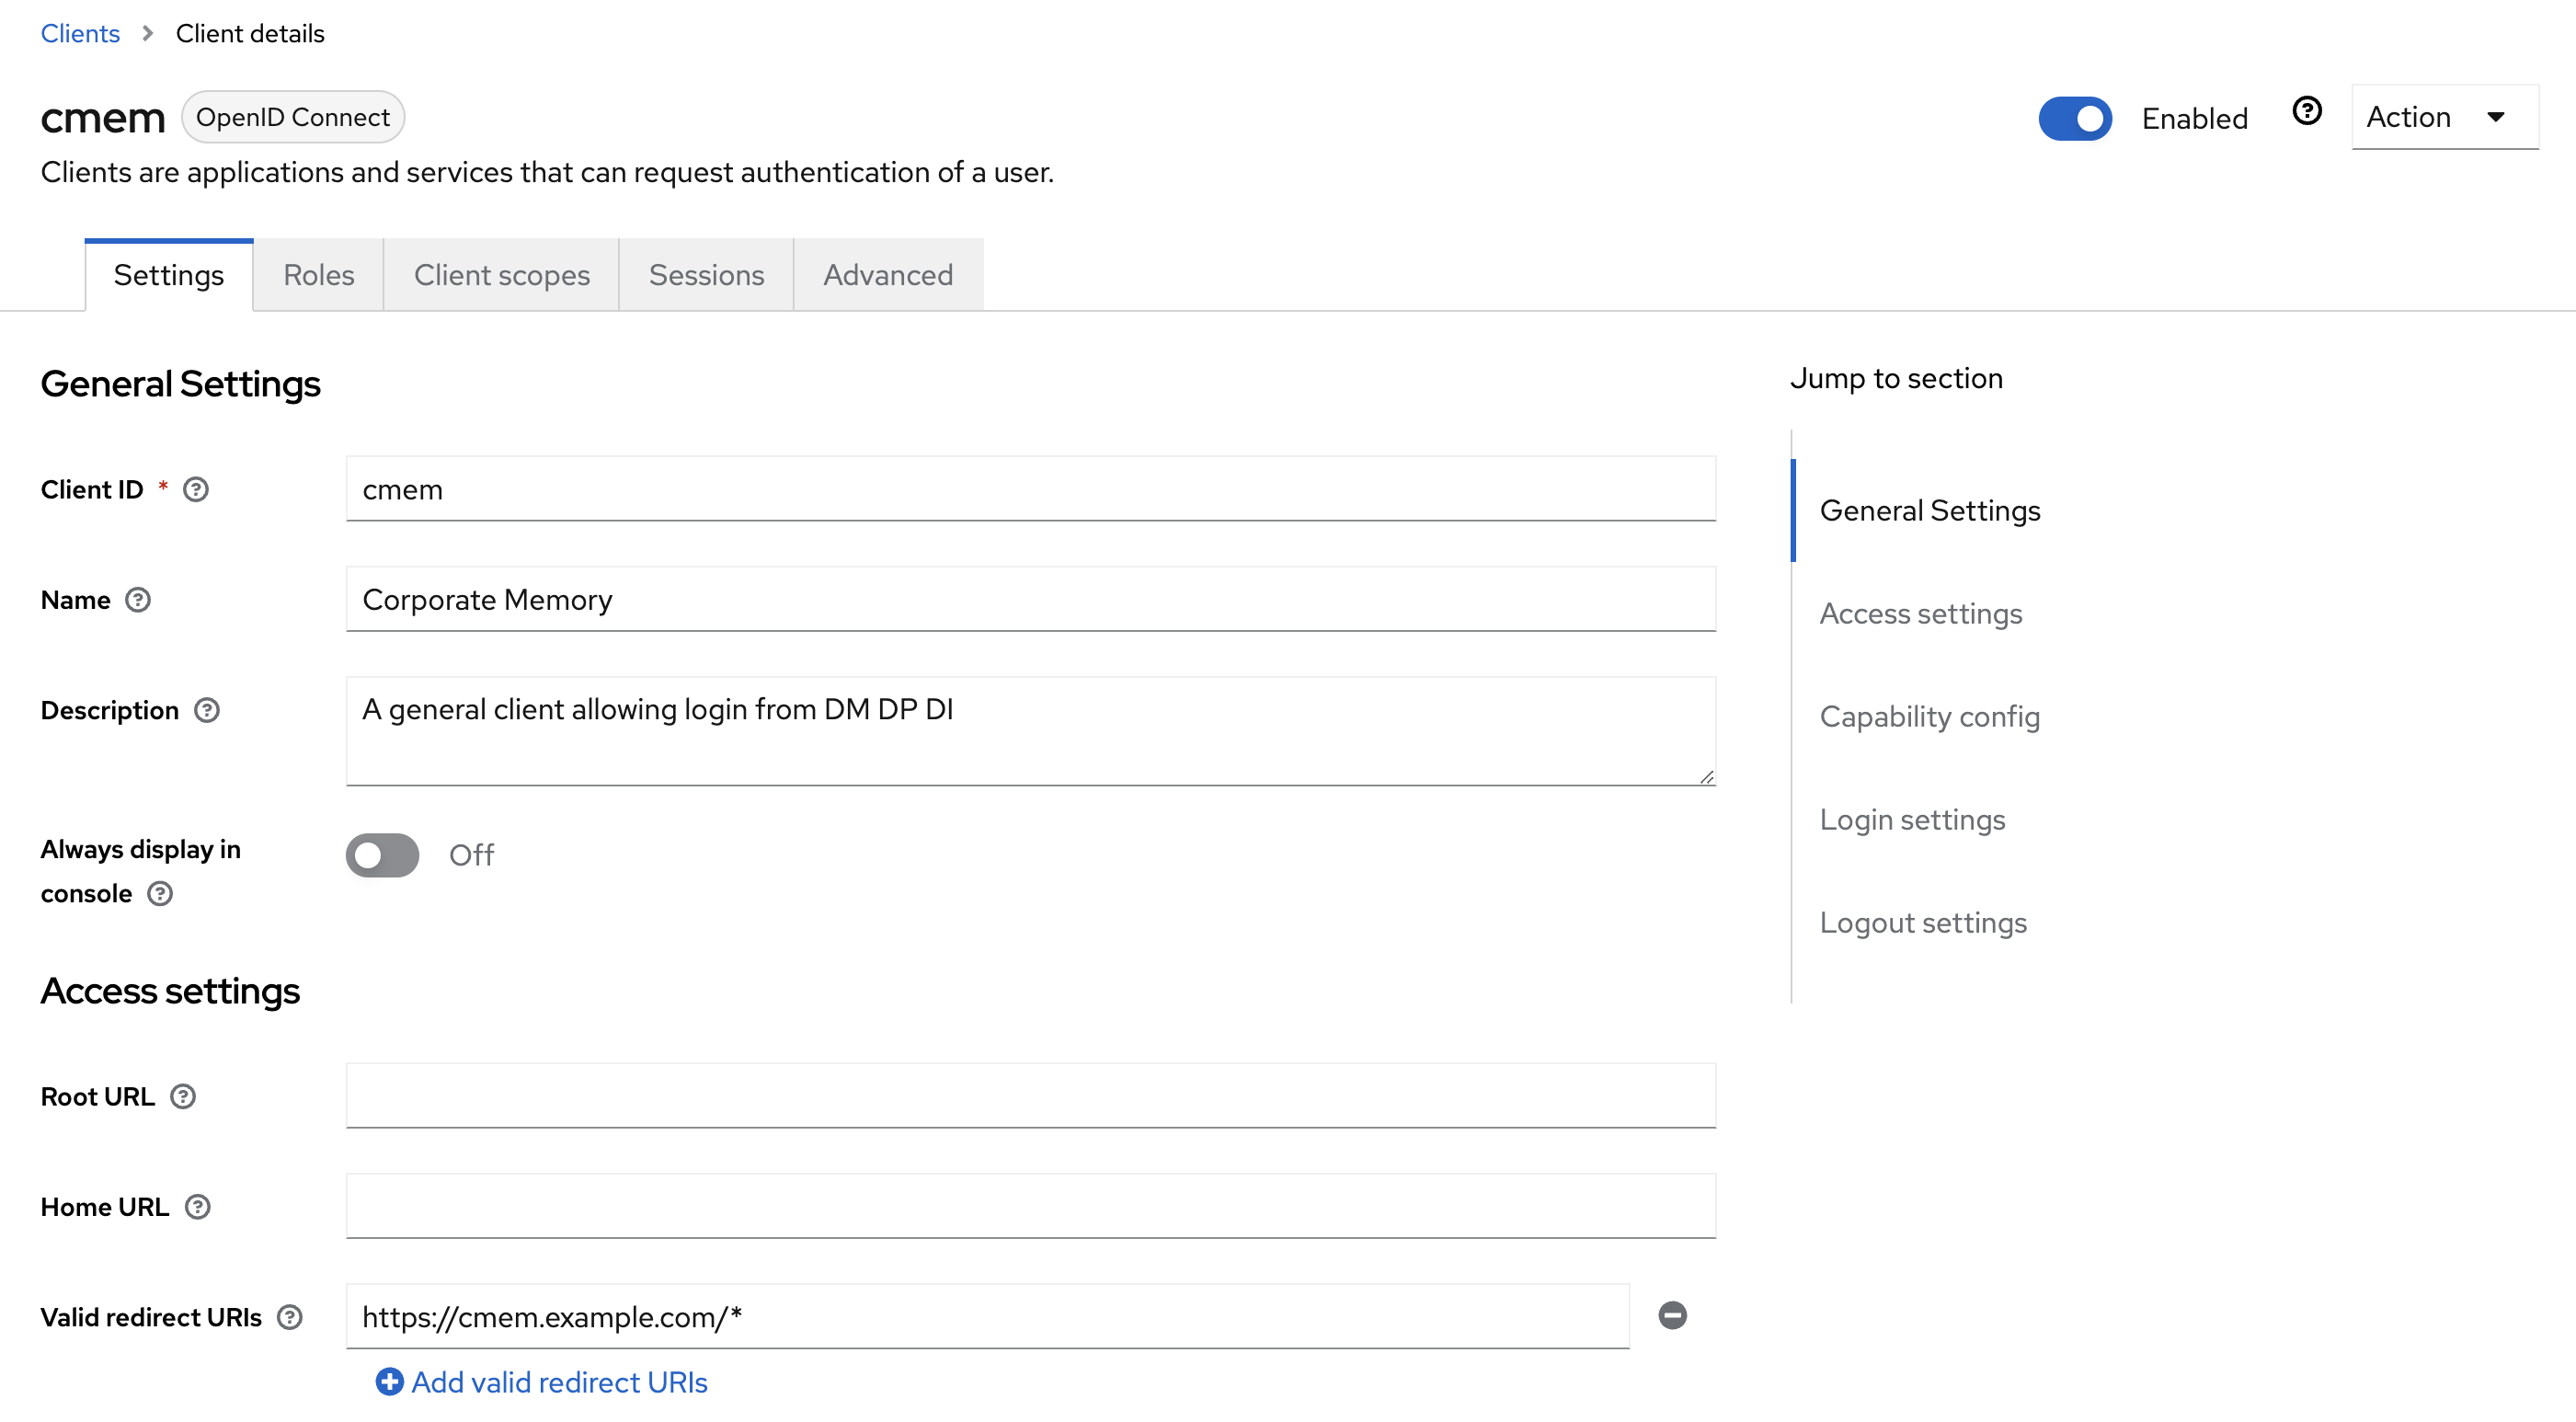 Clients > Client details
cmem OpenID Connect
Enabled
Action
Clients are applications and services that can request authentication of a user.
Settings Roles Client scopes Sessions Advanced
General Settings
Client ID * cmem
Name Corporate Memory
Description A general client allowing login from DM DP DI
Always display in
console
Off
Access settings
Root URL
Home URL
Valid redirect URIs https://cmem.example.com/*
Add valid redirect URIs
Jump to section
General Settings
Access settings
Capability config
Login settings
Logout settings